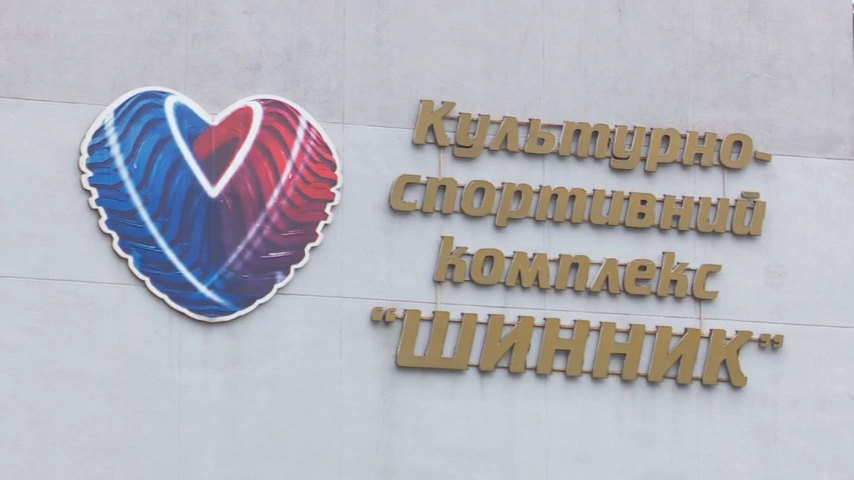 Культурно-
спортивний
комплекс
“ШИННИК”